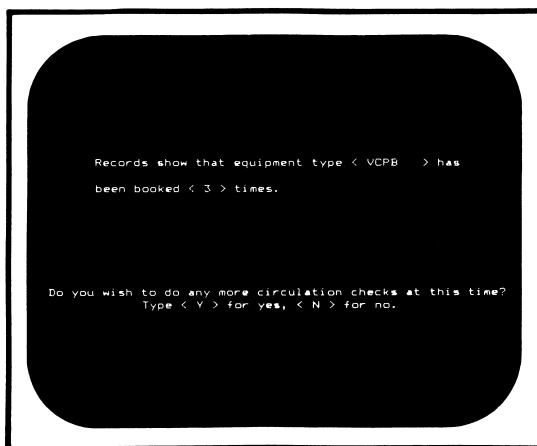 Records show that equipment type < VCPB > has
been booked < 3 > times.
Do you wish to do any more circulation checks at this time?
Type < Y > for yes, < N > for no.